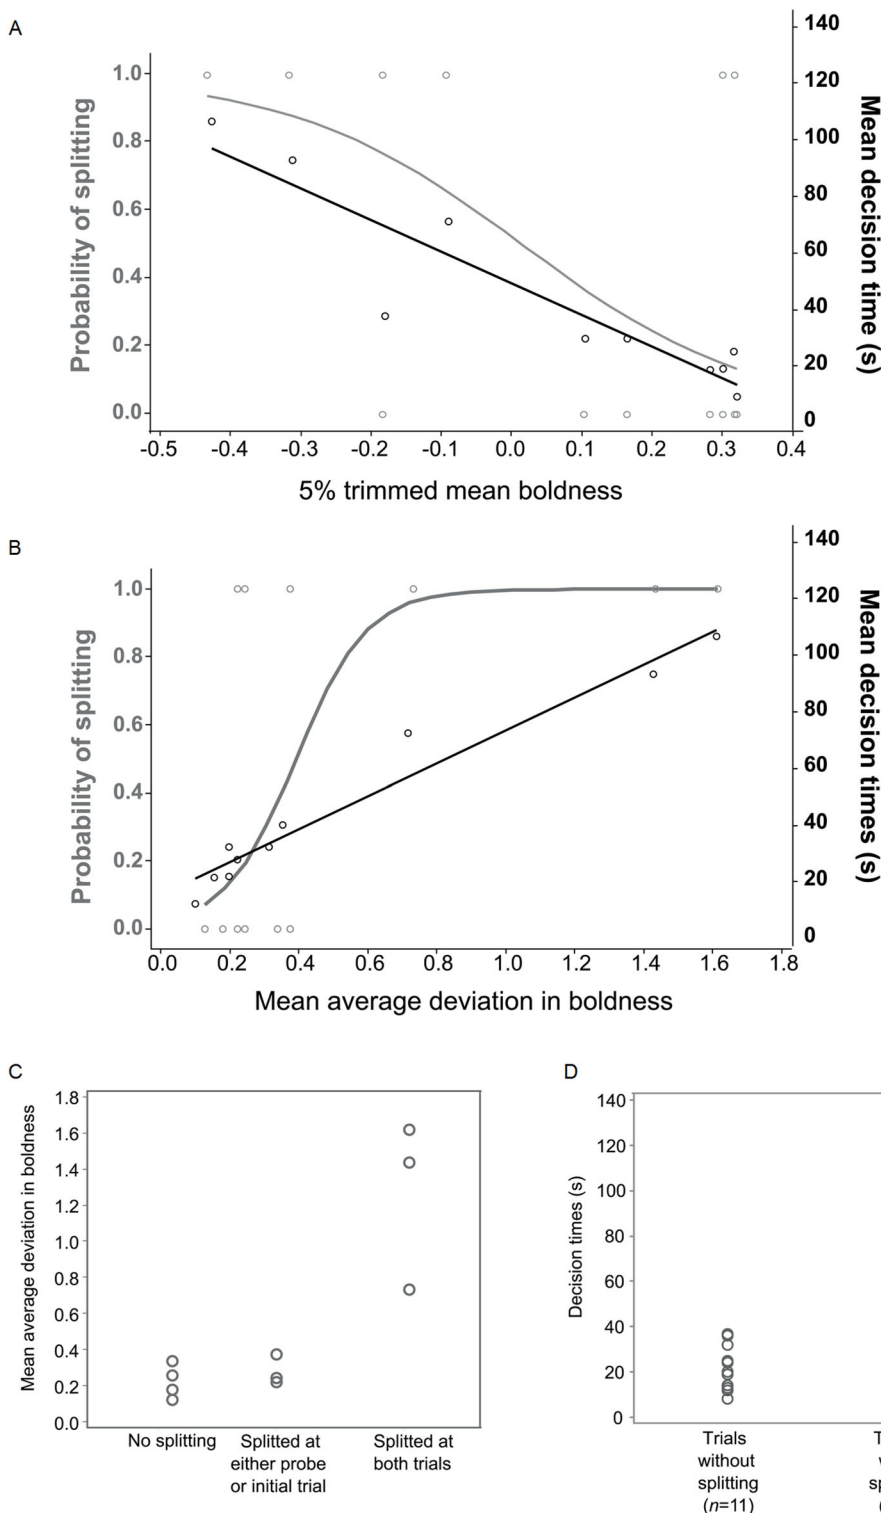 A
Probability of splitting
1.0
0.8
0.6
0.4
0.2
0.0
140
120
100
80
60
40
20
0
Mean decision time (s)
-0.5 -0.4 -0.3 -0.2 -0.1 0.0 0.1 0.2 0.3 0.4
5% trimmed mean boldness
B
Probability of splitting
1.0
0.8
0.6
0.4
0.2
0.0
140
120
100
80
60
40
20
0
Mean decision times (s)
0.0 0.2 0.4 0.6 0.8 1.0 1.2 1.4 1.6 1.8
Mean average deviation in boldness
C
Mean average deviation in boldness
1.8
1.6
1.4
1.2
1.0
0.8
0.6
0.4
0.2
0.0
No splitting
Splitted at
either probe
or initial trial
Splitted at
both trials
D
Decision times (s)
140
120
100
80
60
40
20
0
Trials
without
splitting
(n=11)